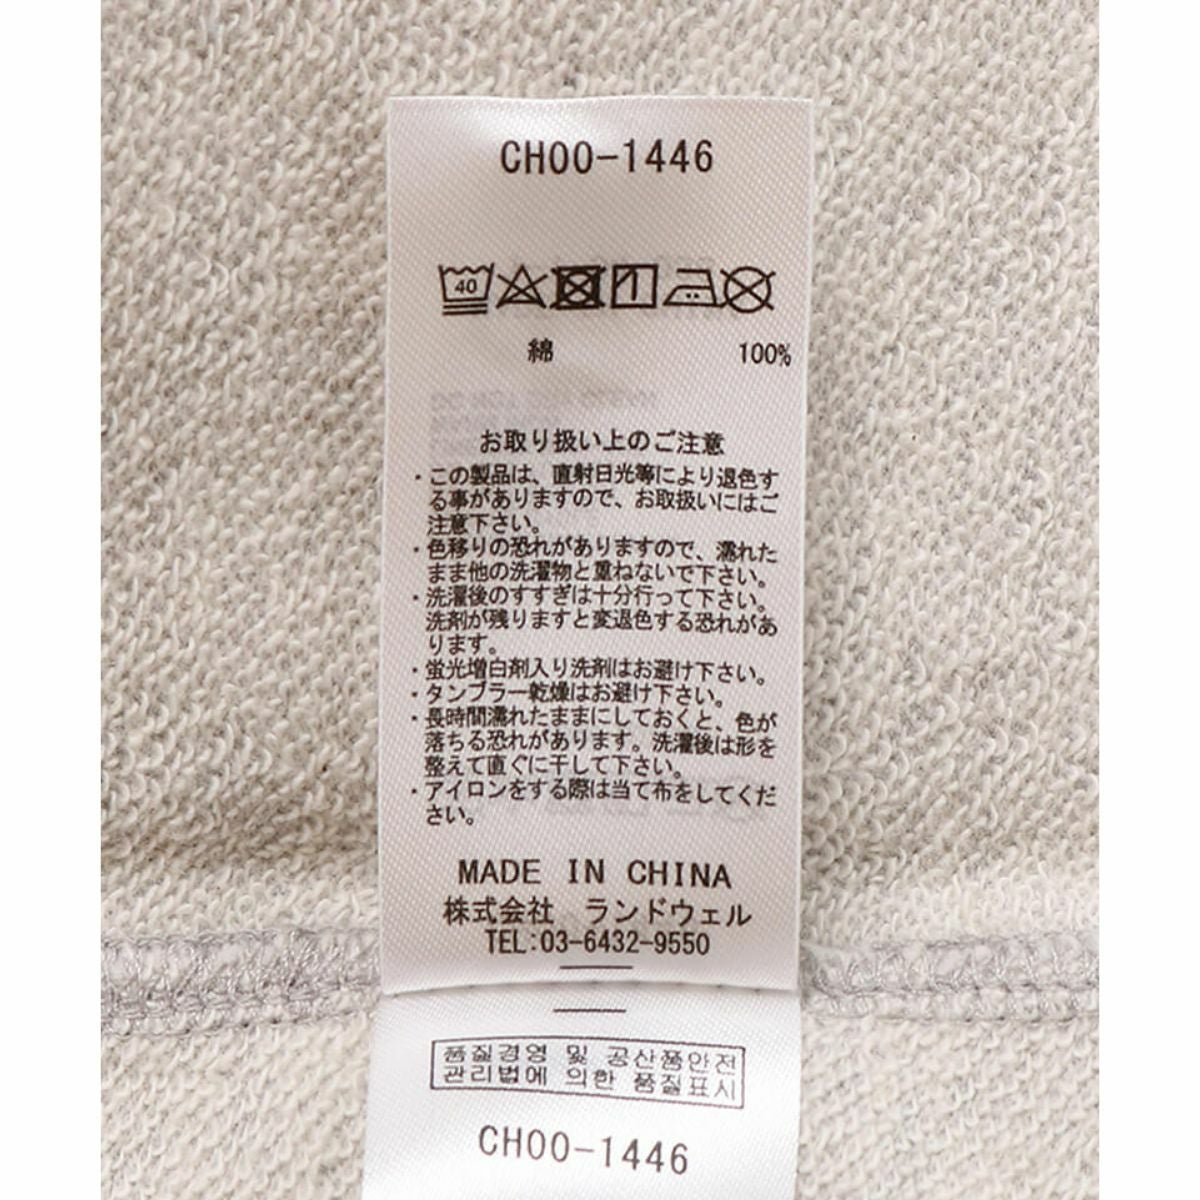 CH00-1446
40
綿 100%
お取り扱い上のご注意
・この製品は、直射日光等により退色す
る事がありますので、お取扱いにはご
注意下さい。
・色移りの恐れがありますので、濡れた
まま他の洗濯物と重ねないで下さい。
・洗濯後のすすぎは十分行って下さい。
洗剤が残りますと変退色する恐れがあ
ります。
・蛍光増白剤入り洗剤はお避け下さい。
・タンブラー乾燥はお避け下さい。
・長時間濡れたままにしておくと、色が
落ちる恐れがあります。洗濯後は形を
整えて直ぐに干して下さい。
・アイロンをする際は当て布をしてくだ
さい。
MADE IN CHINA
株式会社 ランドウェル
TEL:03-6432-9550
품질경영 및 공산품안전
관리법에 의한 품질표시
CH00-1446